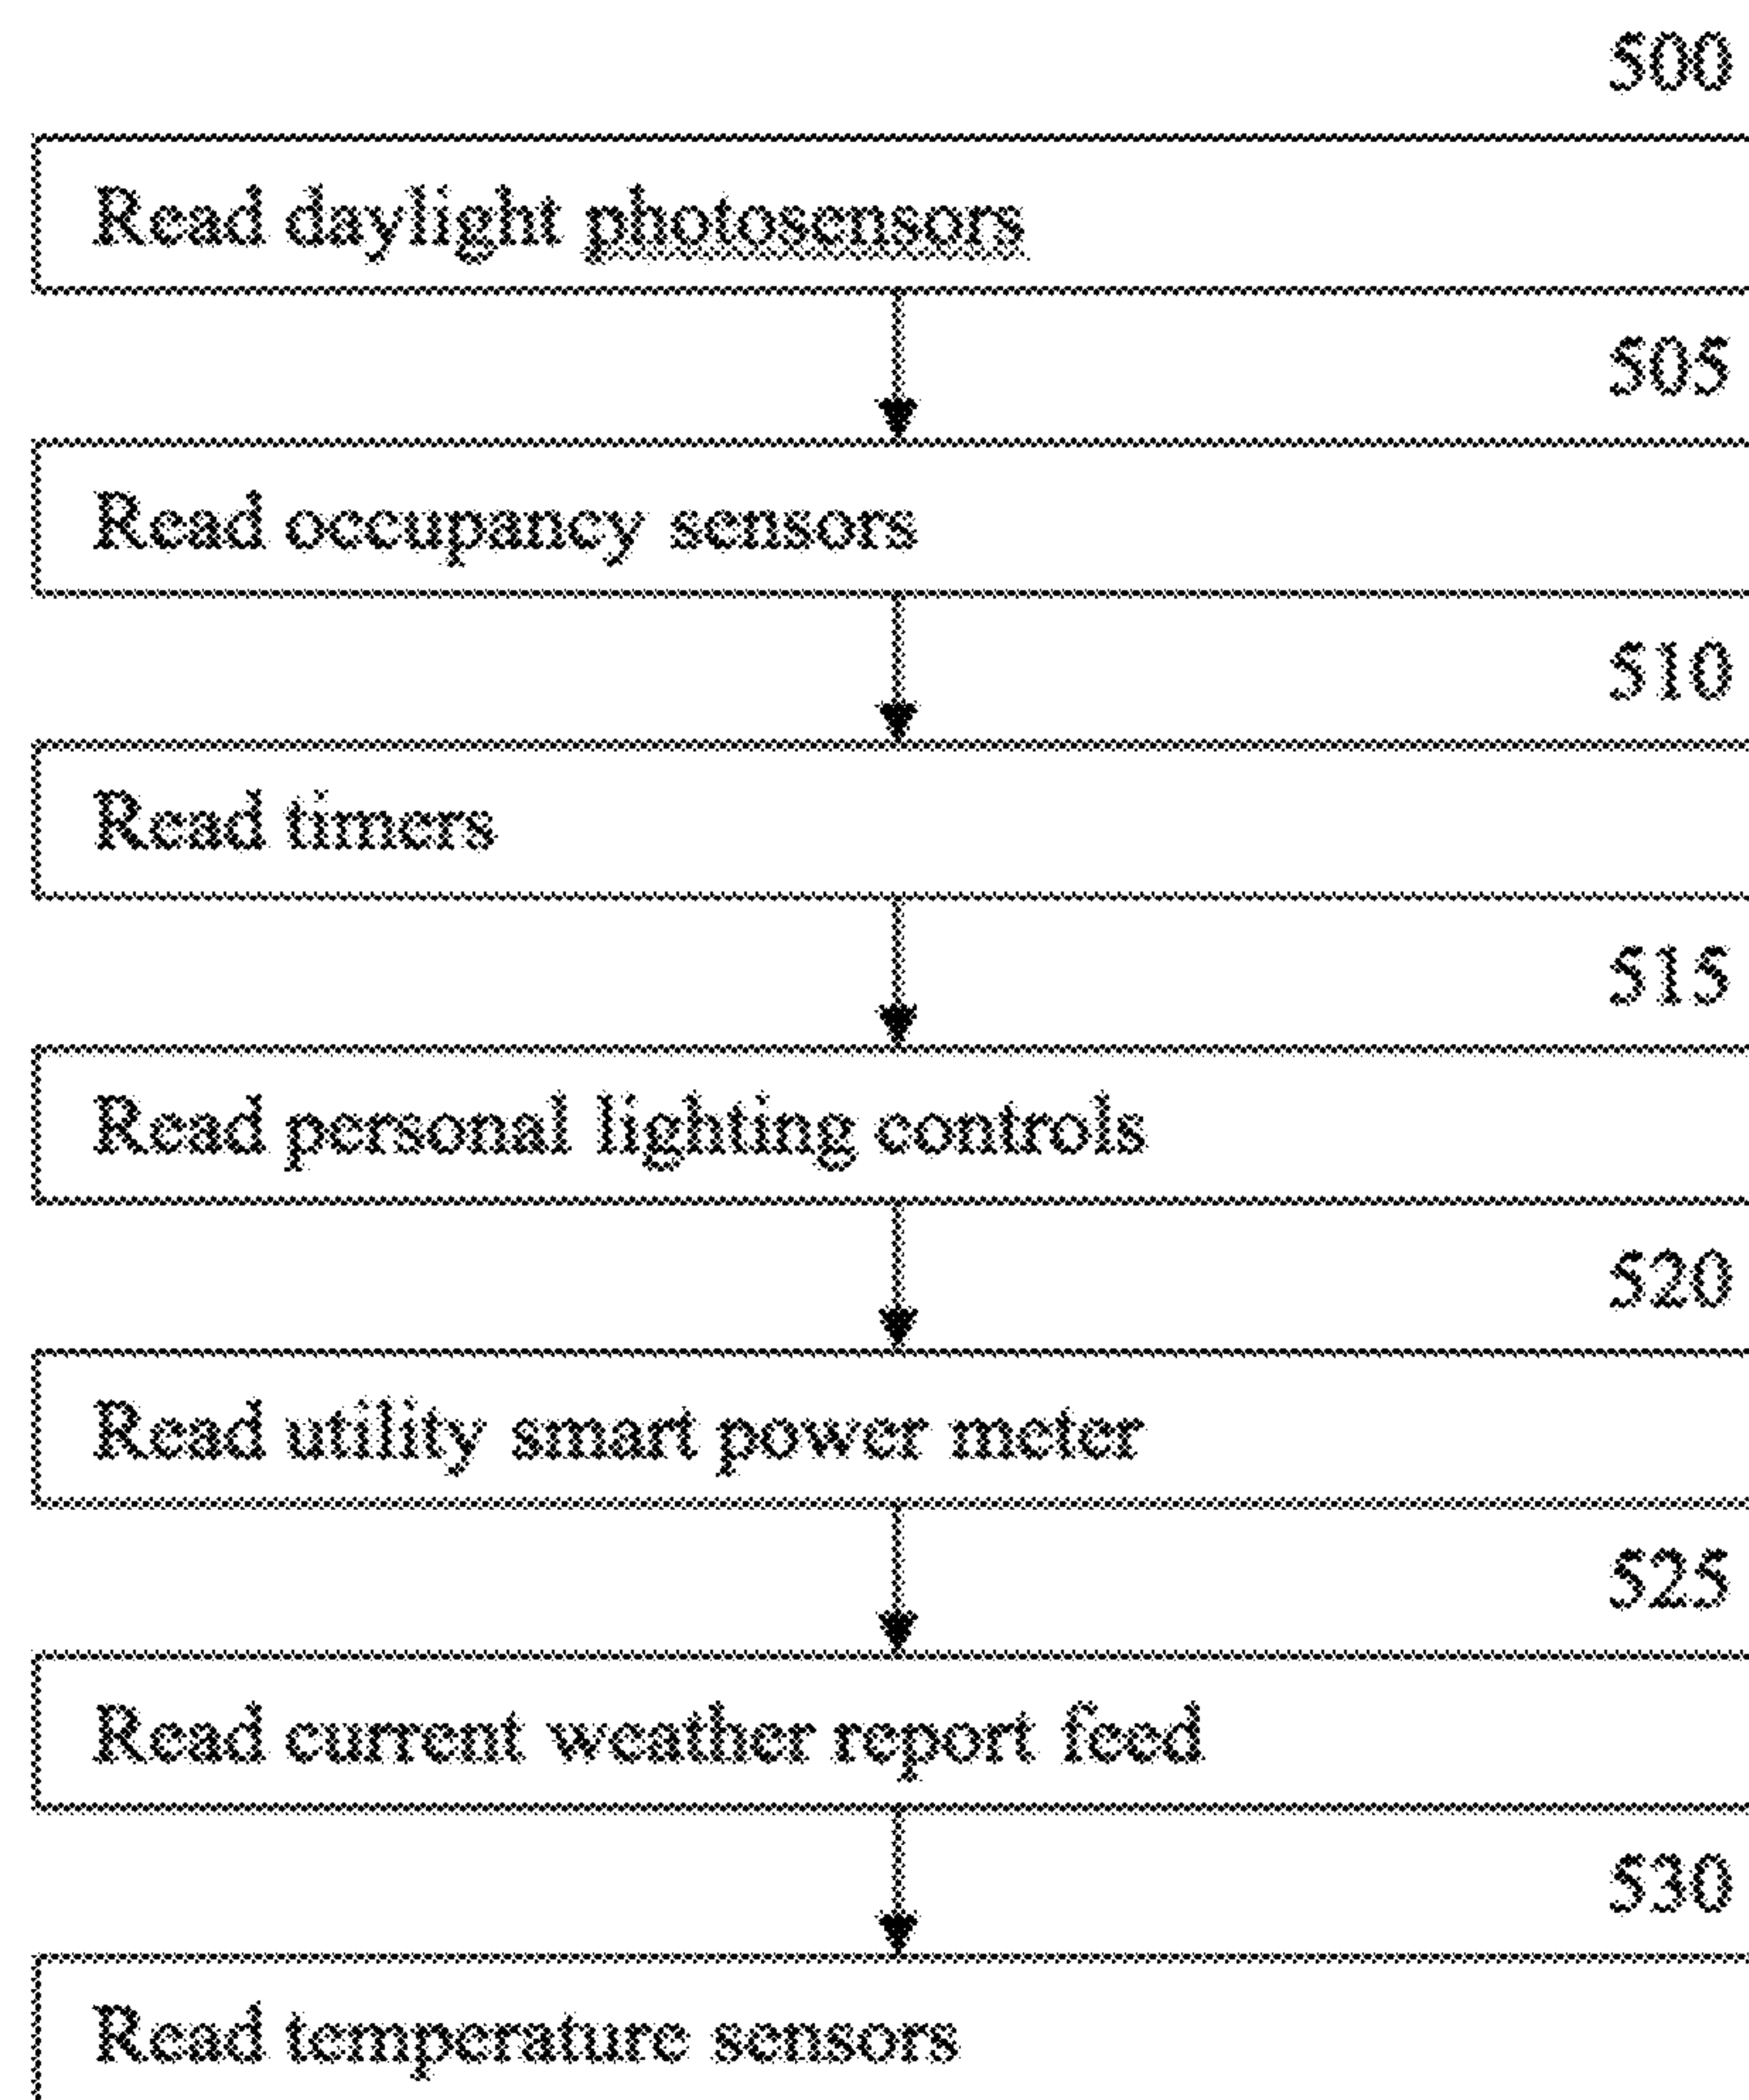 500
Read daylight photosensors
505
Read occupancy sensors
510
Read timers
515
Read personal lighting controls
520
Read utility smart power meter
525
Read current weather report feed
530
Read temperature sensors